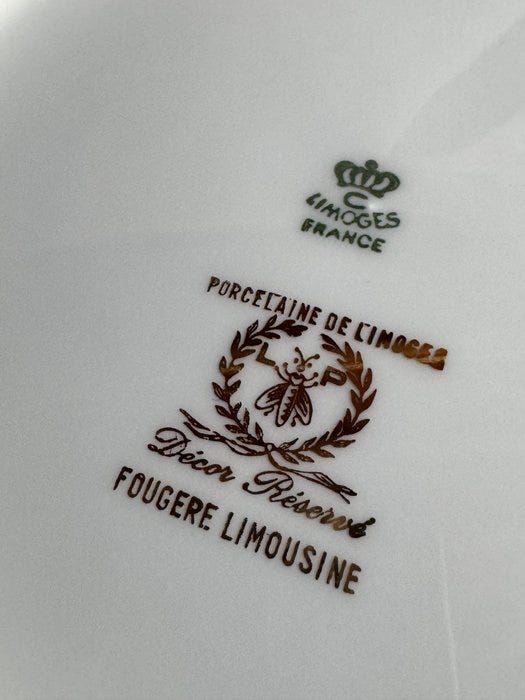 C
LIMOGES
FRANCE
PORCELAINE DE LIMOGES
L P
Décor Réservé
FOUGERE LIMOUSINE